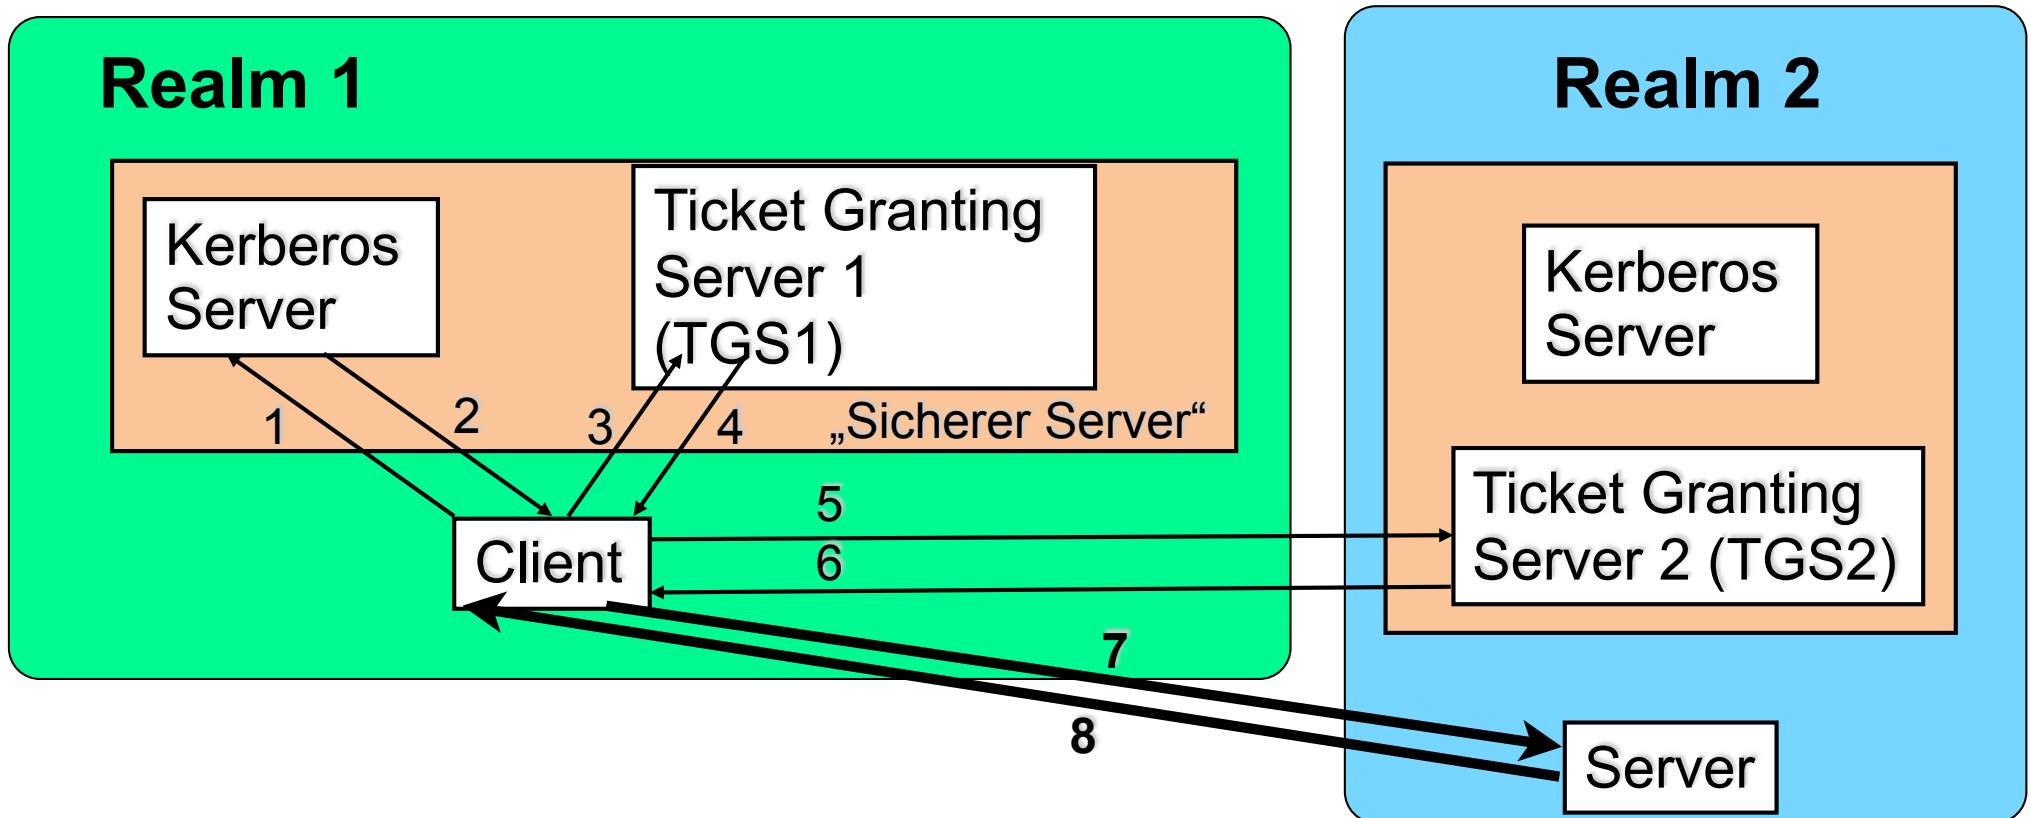 Realm 1
Realm 2
Kerberos
Server
Ticket Granting
Server 1
(TGS1)
1
2
3
4
„Sicherer Server“
Kerberos
Server
Client
5
6
Ticket Granting
Server 2 (TGS2)
7
8
Server